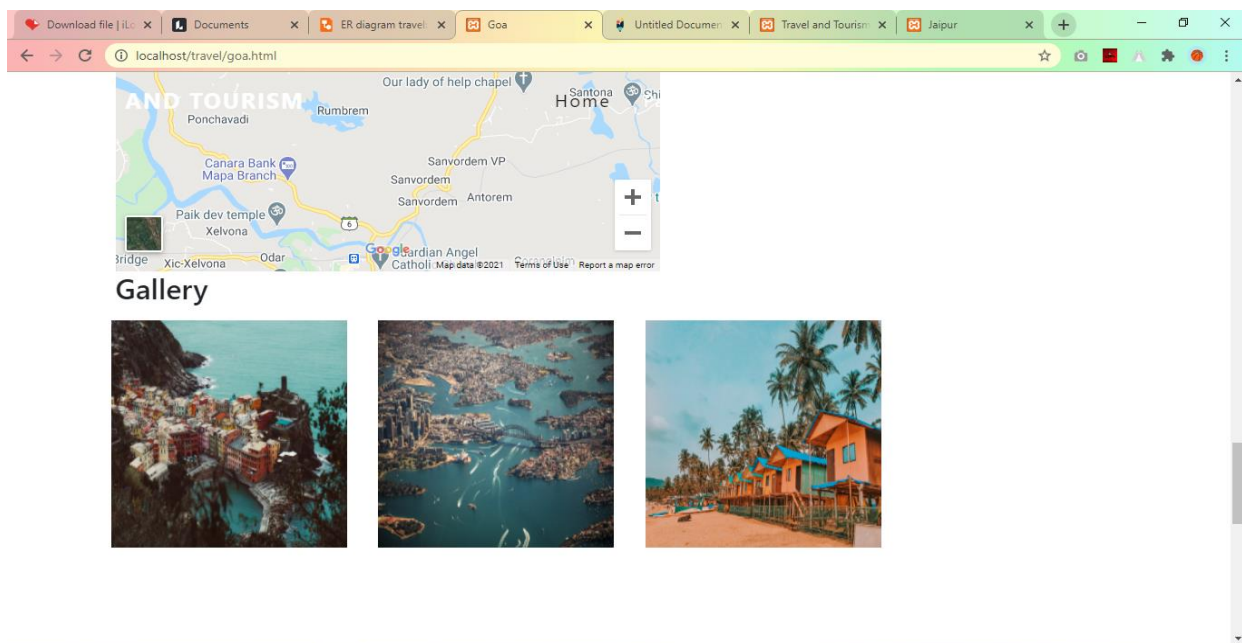 Download file | iLo
Documents
ER diagram travel
Goa
Untitled Documen
Travel and Tourism
Jaipur
localhost/travel/goa.html
Our lady of help chapel
Santona
Shi
AND TOURISM
Home
Rumbrem
Ponchavadi
Canara Bank
Mapa Branch
Sanvordem VP
Sanvordem
Sanvordem
Antorem
Paik dev temple
Xelvona
6
Google
Guardian Angel
Bridge
Xic-Xelvona
Odar
Catholi
Map data ©2021
Terms of Use
Report a map error
Gallery